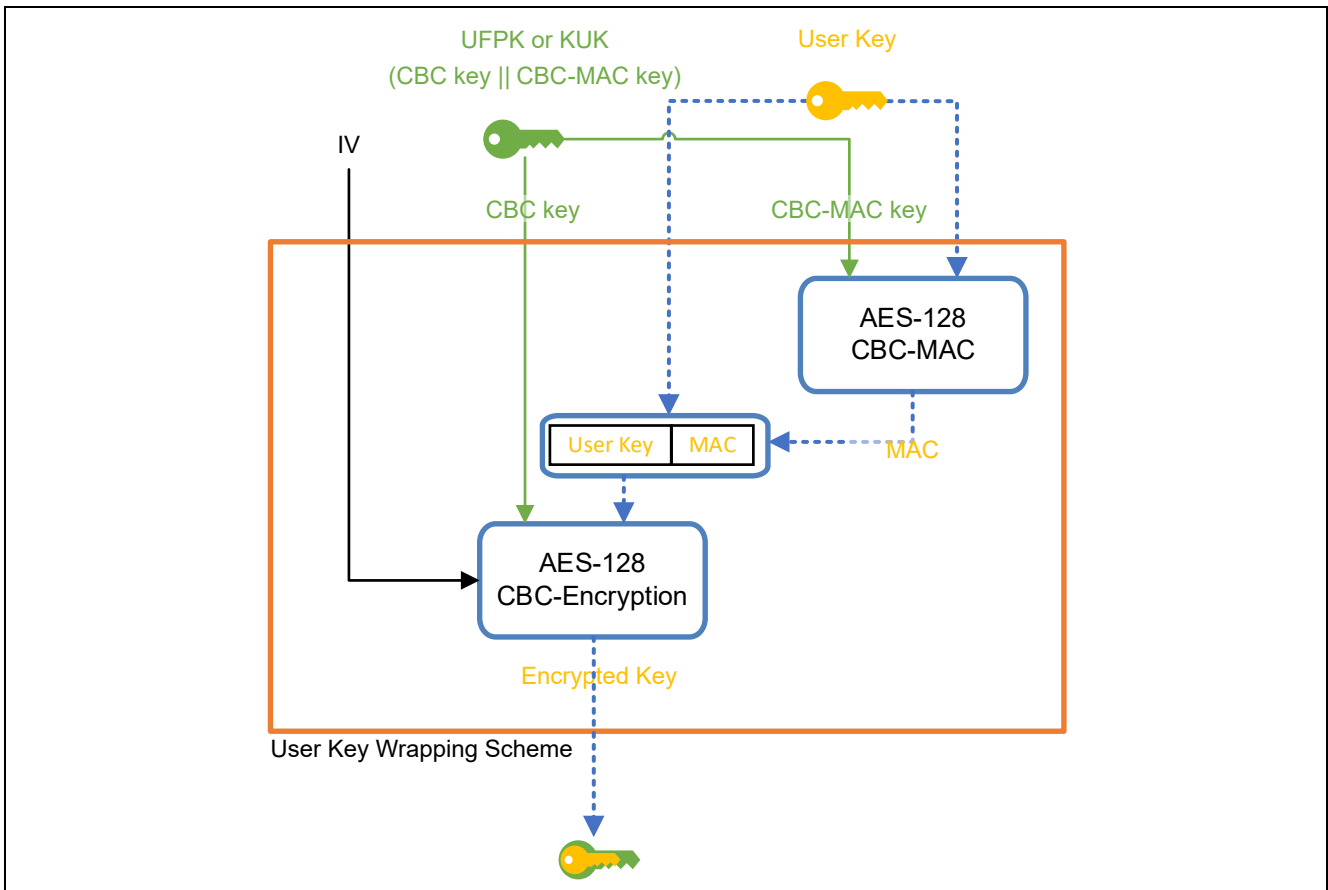 UFPK or KUK
(CBC key || CBC-MAC key)
User Key
IV
CBC key
CBC-MAC key
AES-128
CBC-MAC
User Key
MAC
MAC
AES-128
CBC-Encryption
Encrypted Key
User Key Wrapping Scheme